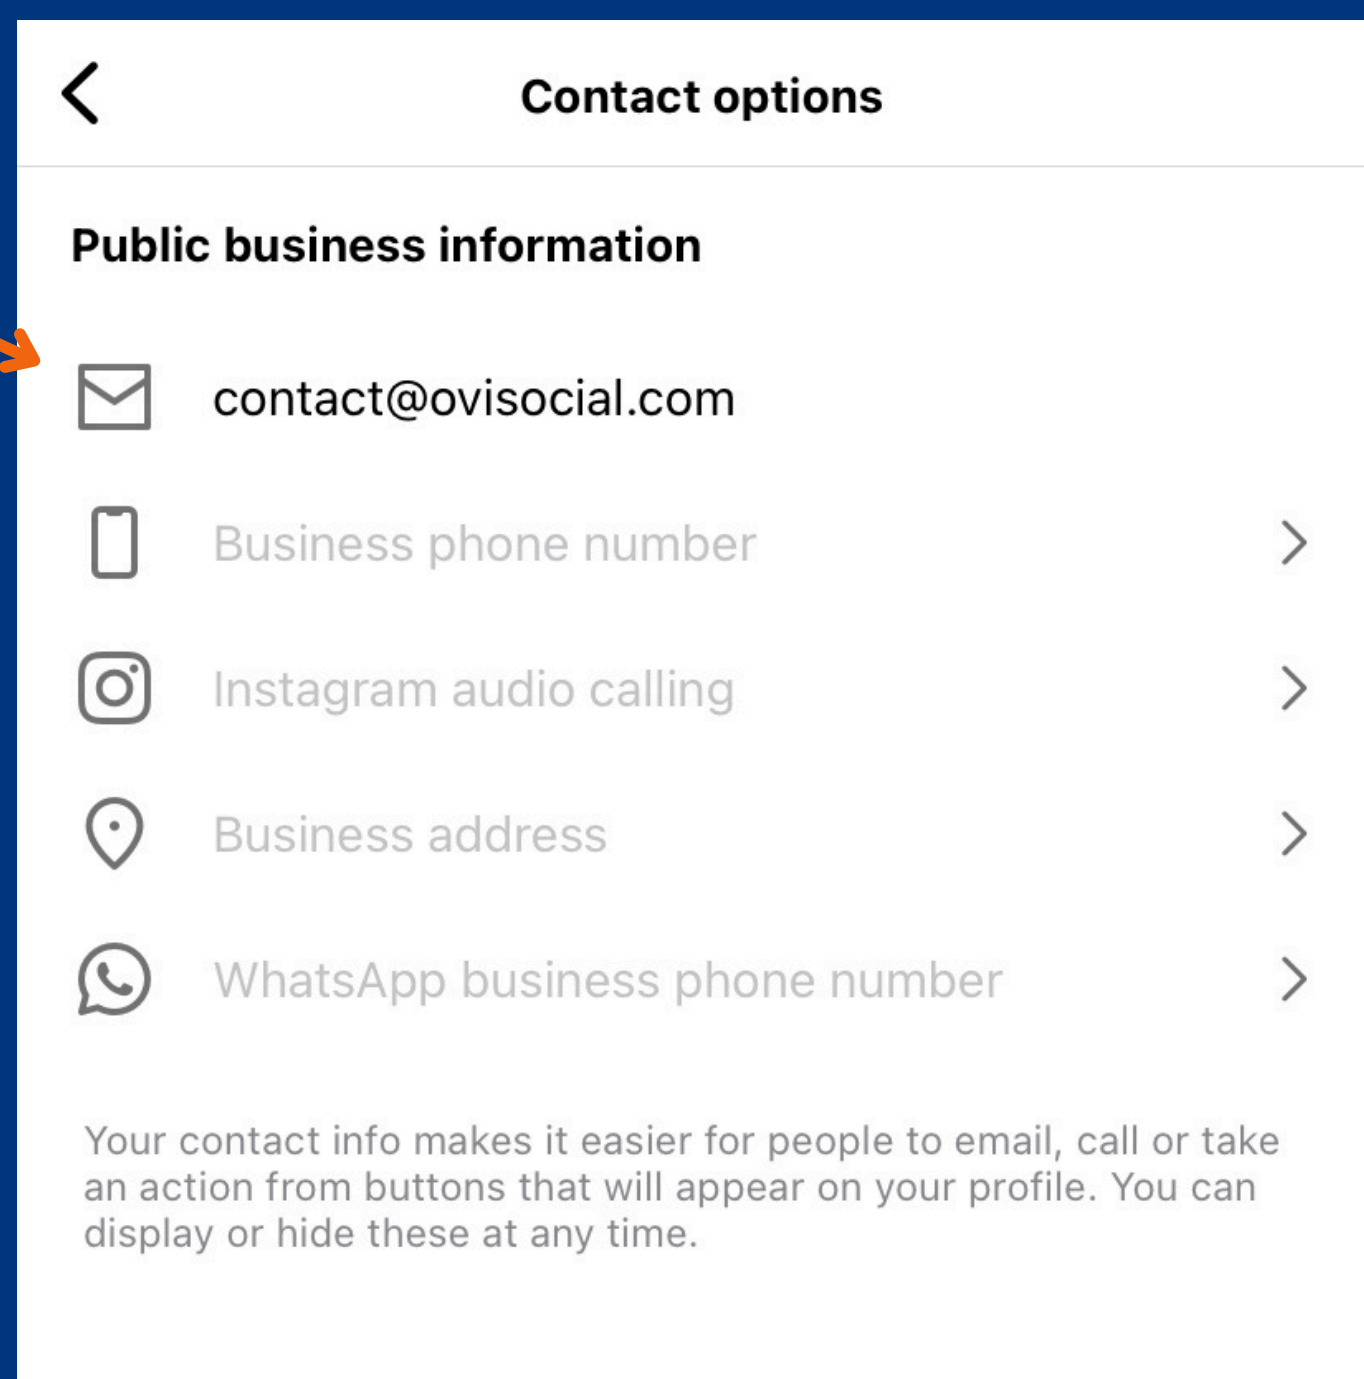 Contact options
Public business information
contact@ovisocial.com
Business phone number
Instagram audio calling
Business address
WhatsApp business phone number
Your contact info makes it easier for people to email, call or take
an action from buttons that will appear on your profile. You can
display or hide these at any time.